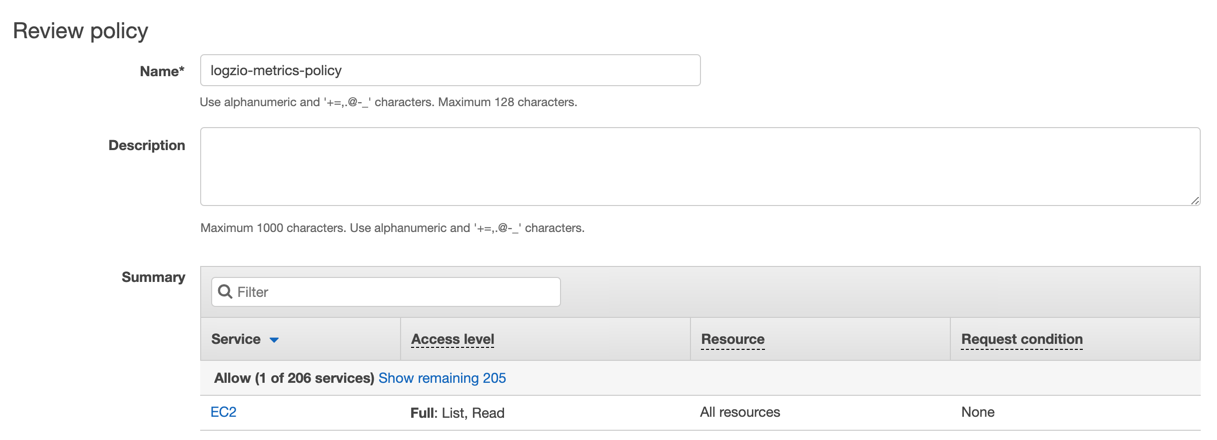 Review policy
Name* logzio-metrics-policy
Use alphanumeric and '+=,.@-_' characters. Maximum 128 characters.
Description
Maximum 1000 characters. Use alphanumeric and '+=,.@-_' characters.
Summary
Filter
Service Access level Resource Request condition
Allow (1 of 206 services) Show remaining 205
EC2 Full: List, Read All resources None